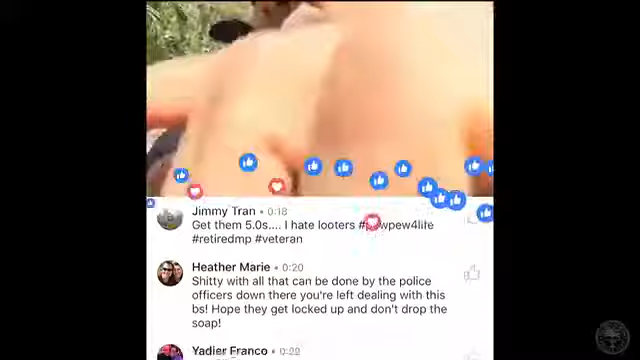 Jimmy Tran • 0:18
Get them 5.0s.... I hate looters #pewpew4life
#retiredmp #veteran
Heather Marie • 0:20
Shitty with all that can be done by the police
officers down there you're left dealing with this
bs! Hope they get locked up and don't drop the
soap!
Yadier Franco • 0:22